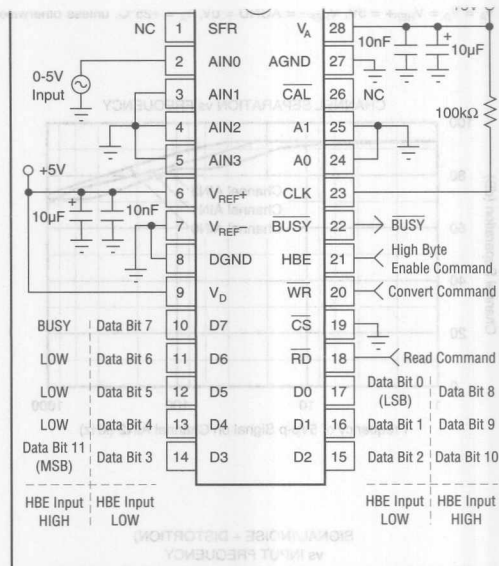 NC 1 SFR VA 28
10nF + 10µF
2 AIN0 AGND 27
0-5V Input
3 AIN1 CAL 26 NC
4 AIN2 A1 25
100kΩ
5 AIN3 A0 24
+5V
6 VREF+ CLK 23
10µF + 10nF
7 VREF– BUSY 22 BUSY
8 DGND HBE 21 High Byte Enable Command
9 VD WR 20 Convert Command
BUSY Data Bit 7 10 D7 CS 19
LOW Data Bit 6 11 D6 RD 18 Read Command
LOW Data Bit 5 12 D5 D0 17 Data Bit 0 (LSB) Data Bit 8
LOW Data Bit 4 13 D4 D1 16 Data Bit 1 Data Bit 9
Data Bit 11 (MSB) Data Bit 3 14 D3 D2 15 Data Bit 2 Data Bit 10
HBE Input HIGH HBE Input LOW HBE Input LOW HBE Input HIGH